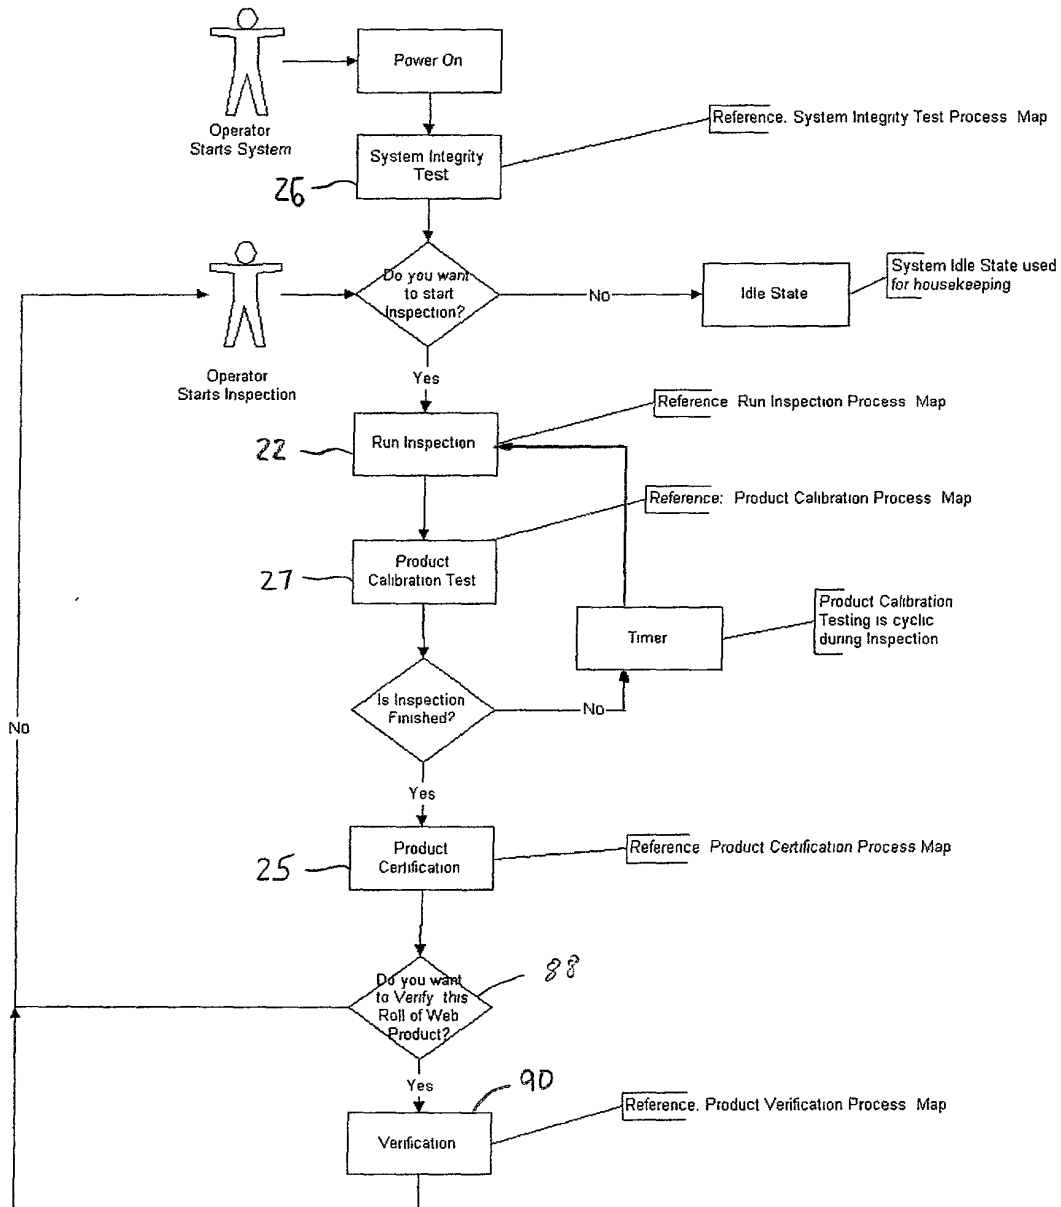 Power On
Operator
Starts System
Reference. System Integrity Test Process Map
System Integrity
Test
26
Do you want
to start
Inspection?
No
Idle State
System Idle State used
for housekeeping
Operator
Starts Inspection
Yes
Reference Run Inspection Process Map
Run Inspection
22
Reference: Product Calibration Process Map
Product
Calibration Test
27
Timer
Product Calibration
Testing is cyclic
during Inspection
Is Inspection
Finished?
No
No
Yes
Product
Certification
25
Reference Product Certification Process Map
Do you want
to Verify this
Roll of Web
Product?
88
Yes
90
Verification
Reference. Product Verification Process Map